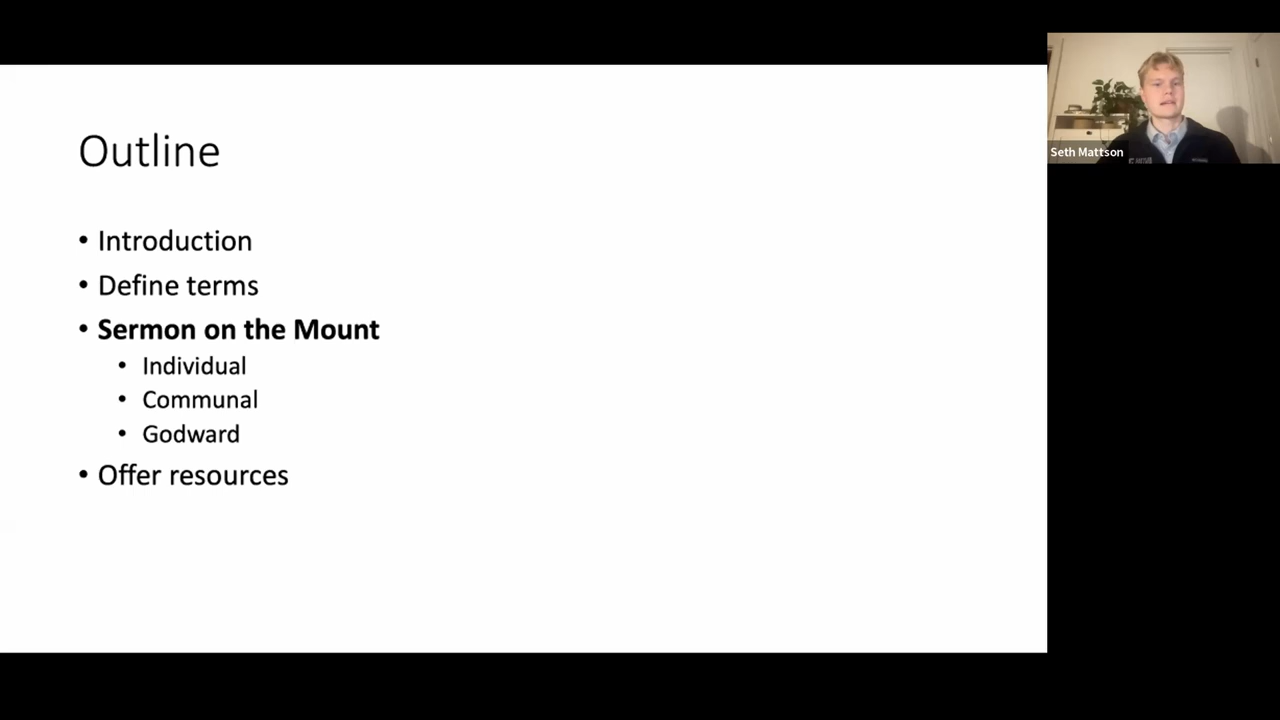 Outline
• Introduction
• Define terms
• Sermon on the Mount
• Individual
• Communal
• Godward
• Offer resources
Seth Mattson